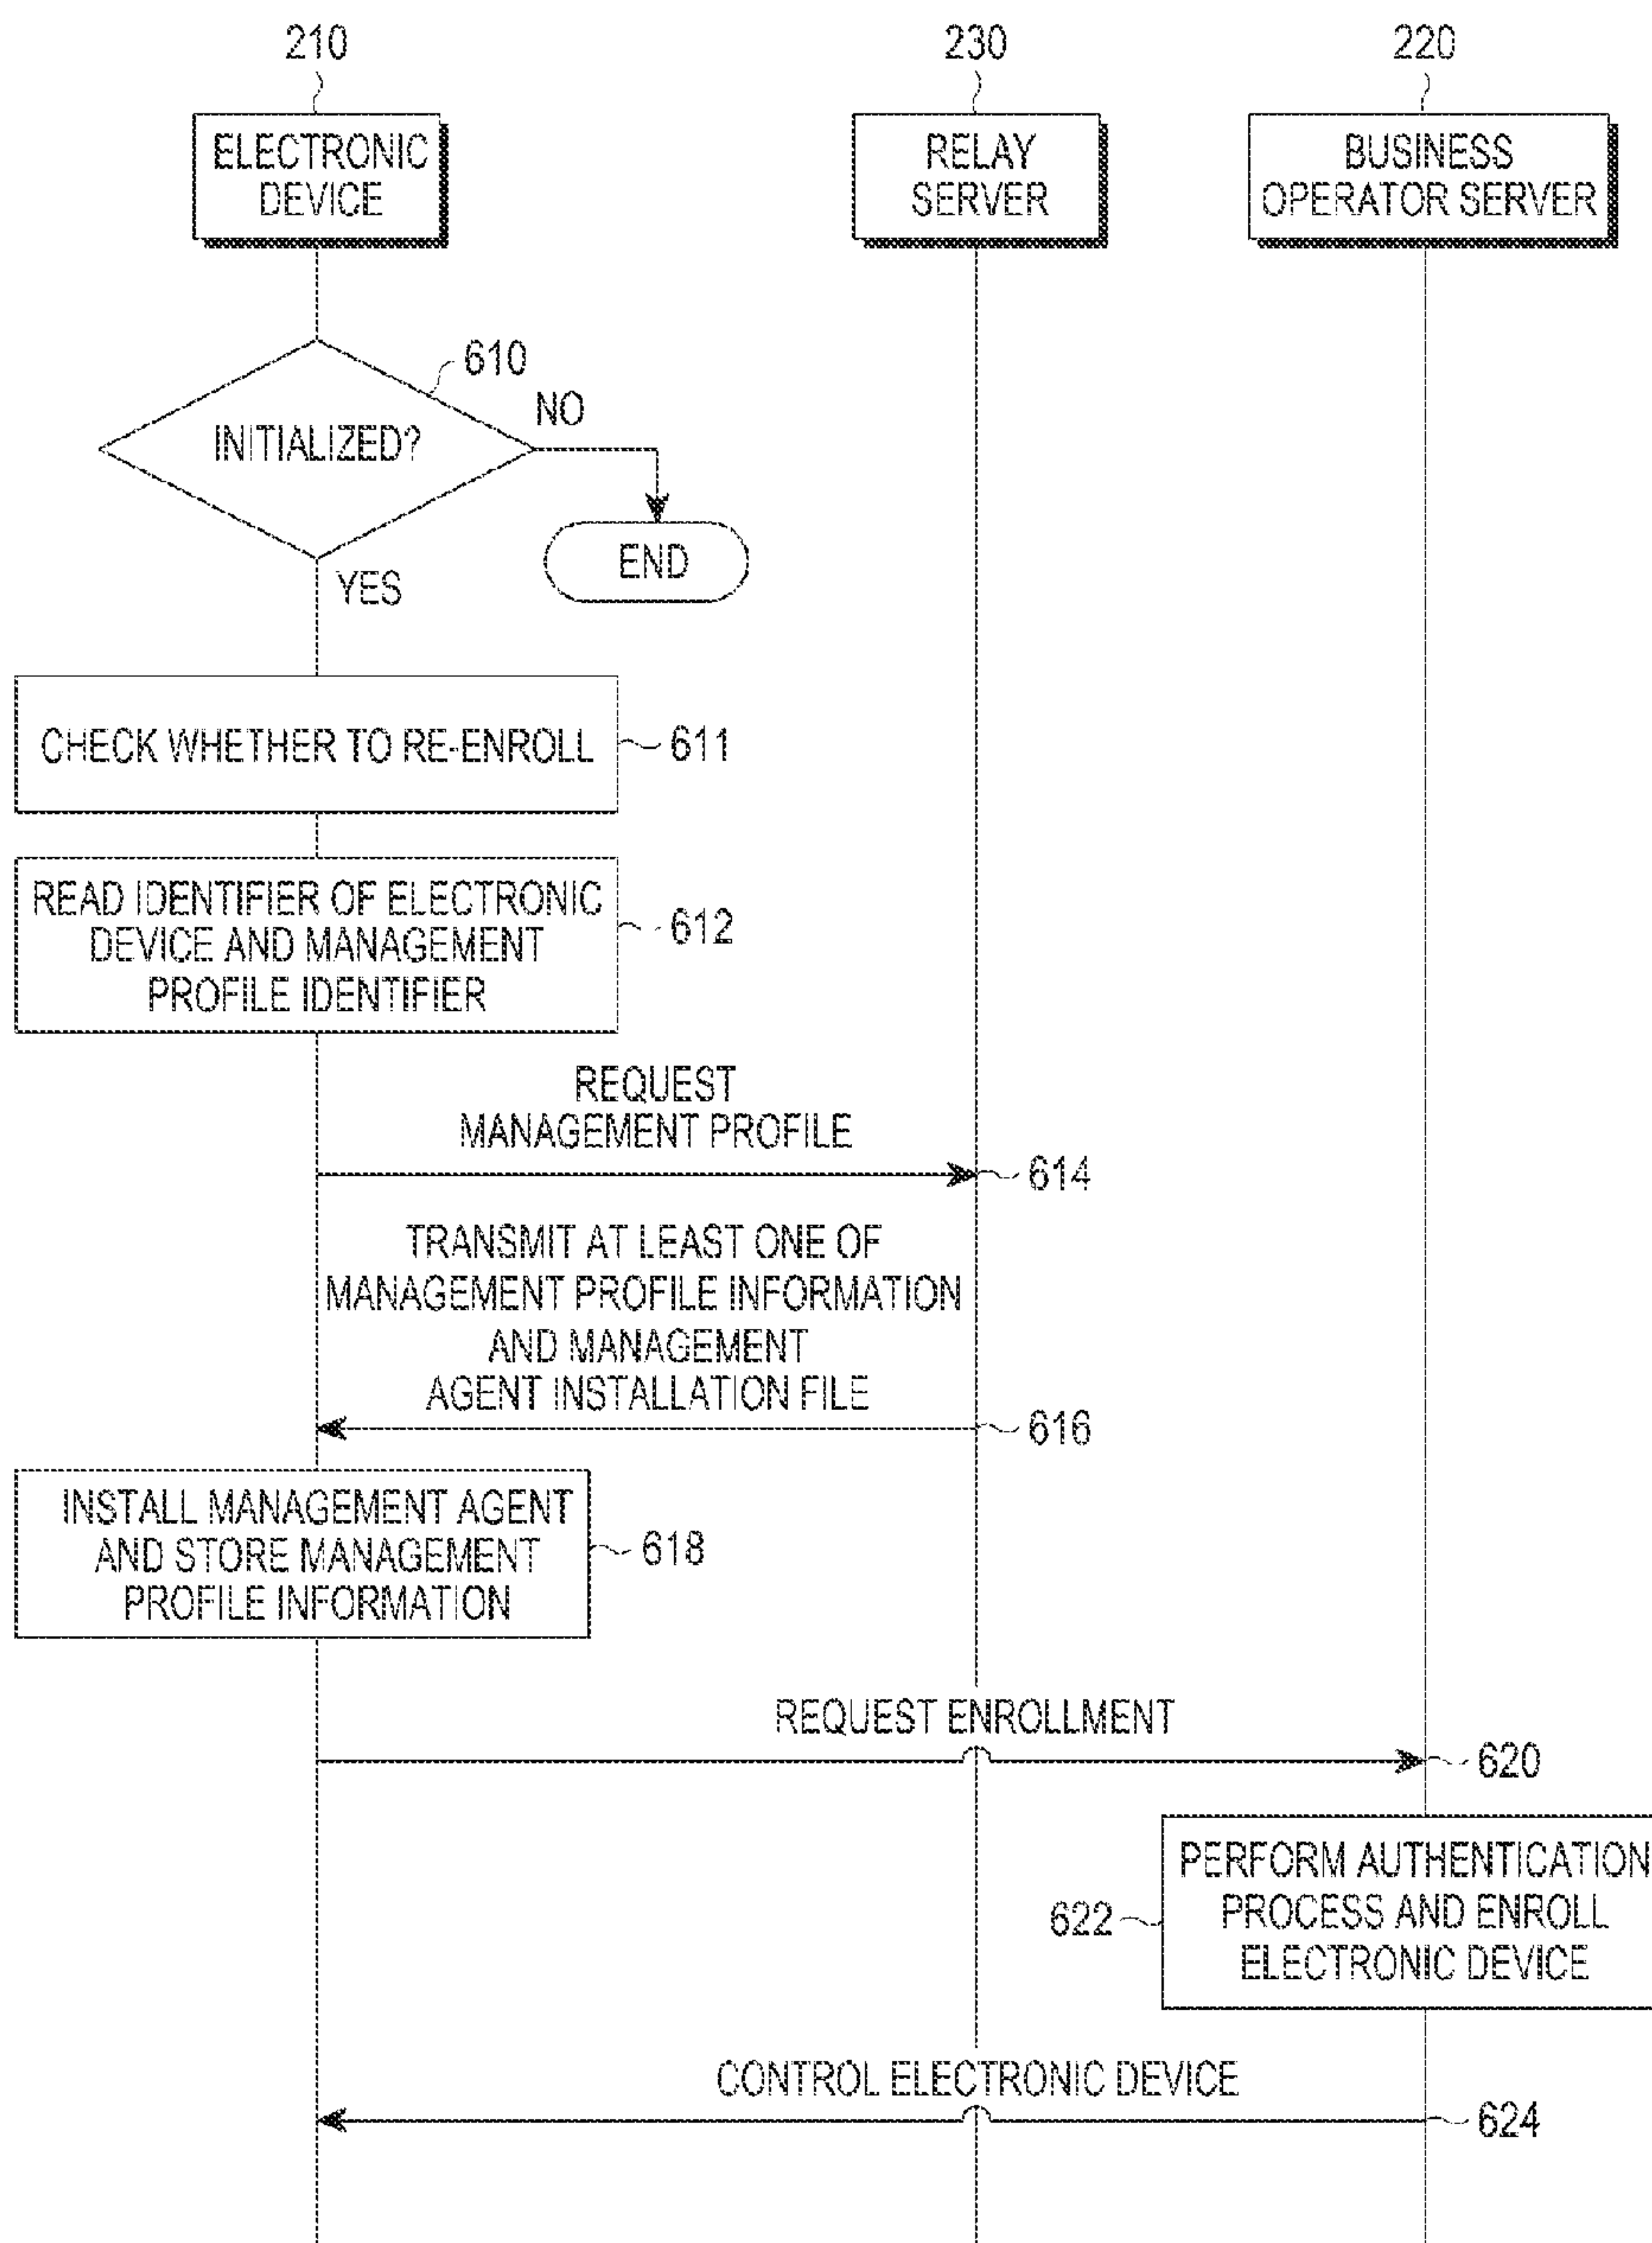 210
230
220
ELECTRONIC
DEVICE
RELAY
SERVER
BUSINESS
OPERATOR SERVER
610
NO
INITIALIZED?
END
YES
CHECK WHETHER TO RE-ENROLL
611
READ IDENTIFIER OF ELECTRONIC
DEVICE AND MANAGEMENT
PROFILE IDENTIFIER
612
REQUEST
MANAGEMENT PROFILE
614
TRANSMIT AT LEAST ONE OF
MANAGEMENT PROFILE INFORMATION
AND MANAGEMENT
AGENT INSTALLATION FILE
616
INSTALL MANAGEMENT AGENT
AND STORE MANAGEMENT
PROFILE INFORMATION
618
REQUEST ENROLLMENT
620
PERFORM AUTHENTICATION
PROCESS AND ENROLL
ELECTRONIC DEVICE
622
CONTROL ELECTRONIC DEVICE
624